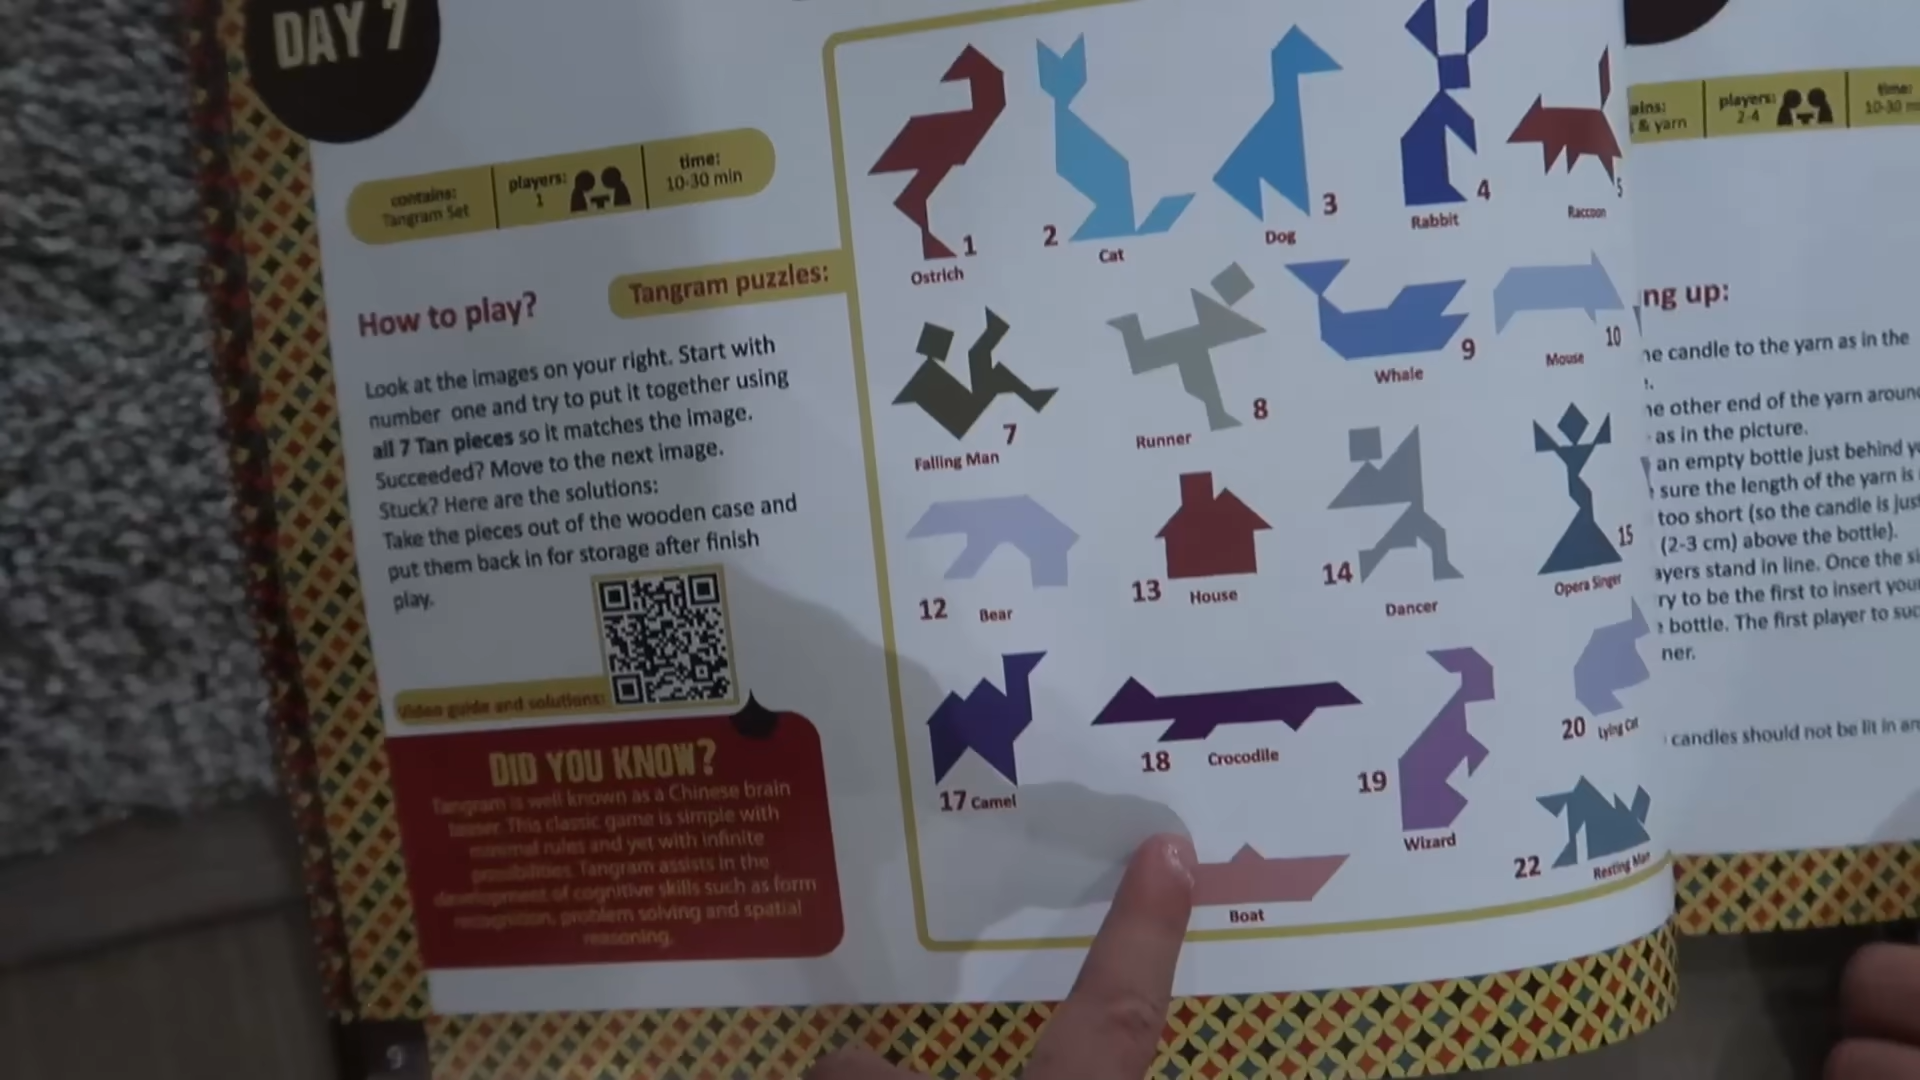 DAY 7
contains:
Tangram Set
players:
1
time:
10-30 min
How to play?
Tangram puzzles:
Look at the images on your right. Start with
number one and try to put it together using
all 7 Tan pieces so it matches the image.
Succeeded? Move to the next image.
Stuck? Here are the solutions:
Take the pieces out of the wooden case and
put them back in for storage after finish
play.
Video guide and solutions:
DID YOU KNOW?
Tangram is well known as a Chinese brain
teaser. This classic game is simple with
minimal rules and yet with infinite
possibilities. Tangram assists in the
development of cognitive skills such as form
recognition, problem solving and spatial
reasoning.
1
Ostrich
2
Cat
3
Dog
4
Rabbit
5
Raccoon
7
Falling Man
8
Runner
9
Whale
10
Mouse
12
Bear
13
House
14
Dancer
15
Opera Singer
17 Camel
18
Crocodile
19
Wizard
20
Lying Cat
Boat
22
Resting Man
9
ains:
& yarn
players:
2-4
time:
10-30 m
ng up:
ne candle to the yarn as in the
e.
ne other end of the yarn around
as in the picture.
an empty bottle just behind y
sure the length of the yarn is
too short (so the candle is just
(2-3 cm) above the bottle).
ayers stand in line. Once the si
ry to be the first to insert your
bottle. The first player to suc
ner.
candles should not be lit in an